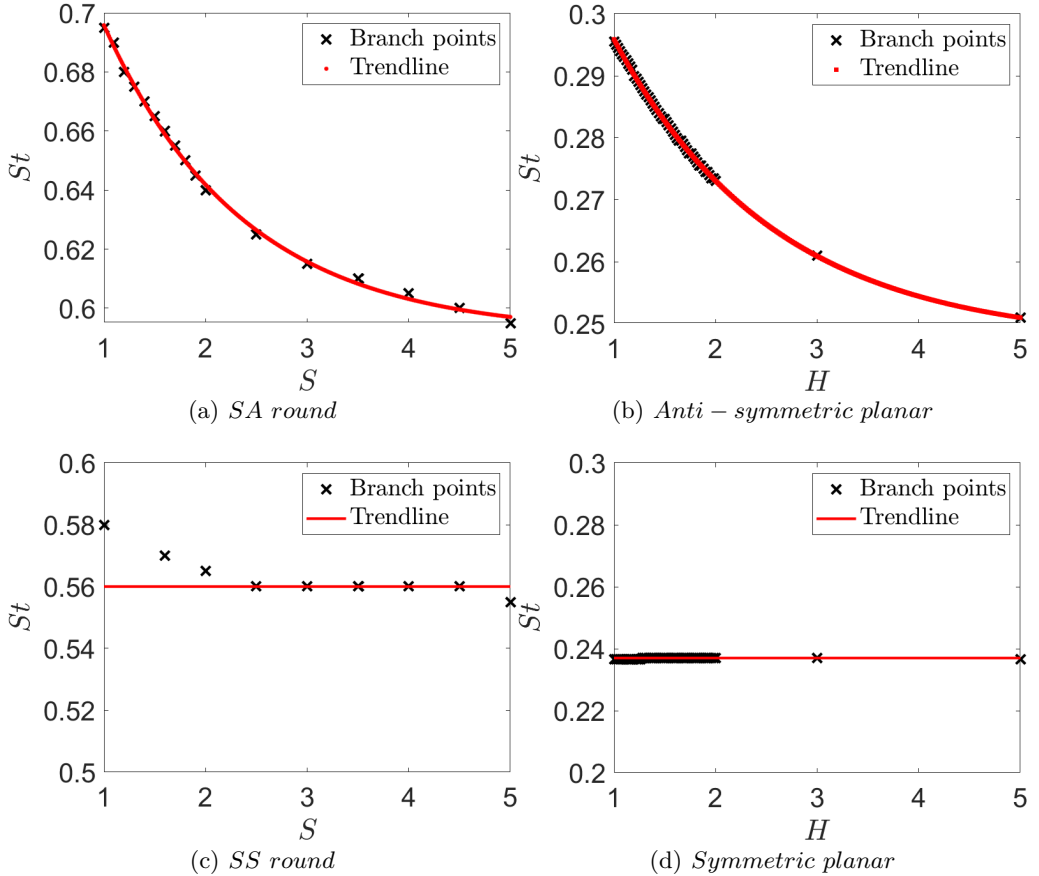 0.7
0.68
0.66
0.64
0.62
0.6
St
1 2 3 4 5
S
Branch points
Trendline
(a) SA round
0.3
0.29
0.28
0.27
0.26
0.25
St
1 2 3 4 5
H
Branch points
Trendline
(b) Anti − symmetric planar
0.6
0.58
0.56
0.54
0.52
0.5
St
1 2 3 4 5
S
Branch points
Trendline
(c) SS round
0.3
0.28
0.26
0.24
0.22
0.2
St
1 2 3 4 5
H
Branch points
Trendline
(d) Symmetric planar